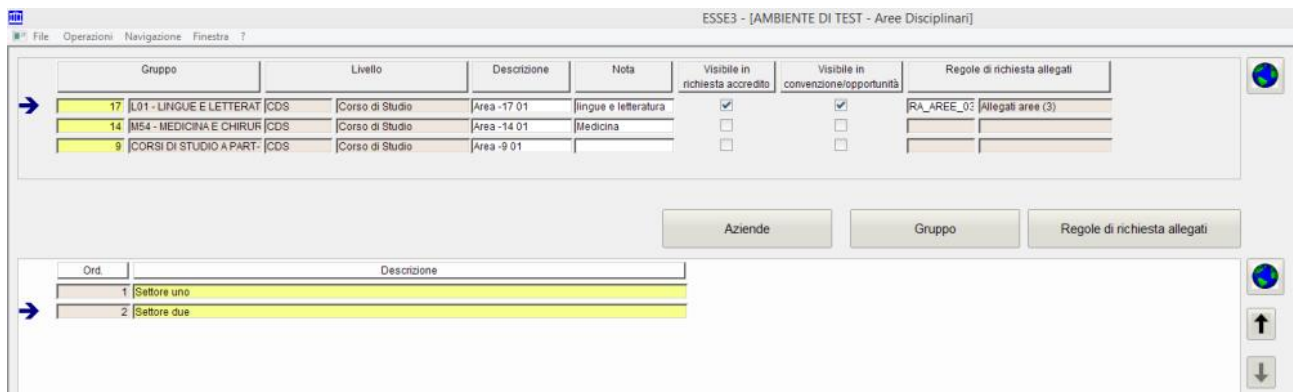 ESSE3 - [AMBIENTE DI TEST - Aree Disciplinari]
File Operazioni Navigazione Finestra ?
Gruppo Livello Descrizione Nota Visibile in richiesta accredito Visibile in convenzione/opportunità Regole di richiesta allegati
17 L01 - LINGUE E LETTERAT CDS Corso di Studio Area -17 01 lingue e letteratura RA_AREE_03 Allegati aree (3)
14 M54 - MEDICINA E CHIRUR CDS Corso di Studio Area -14 01 Medicina
9 CORSI DI STUDIO A PART- CDS Corso di Studio Area -9 01
Aziende Gruppo Regole di richiesta allegati
Ord. Descrizione
1 Settore uno
2 Settore due